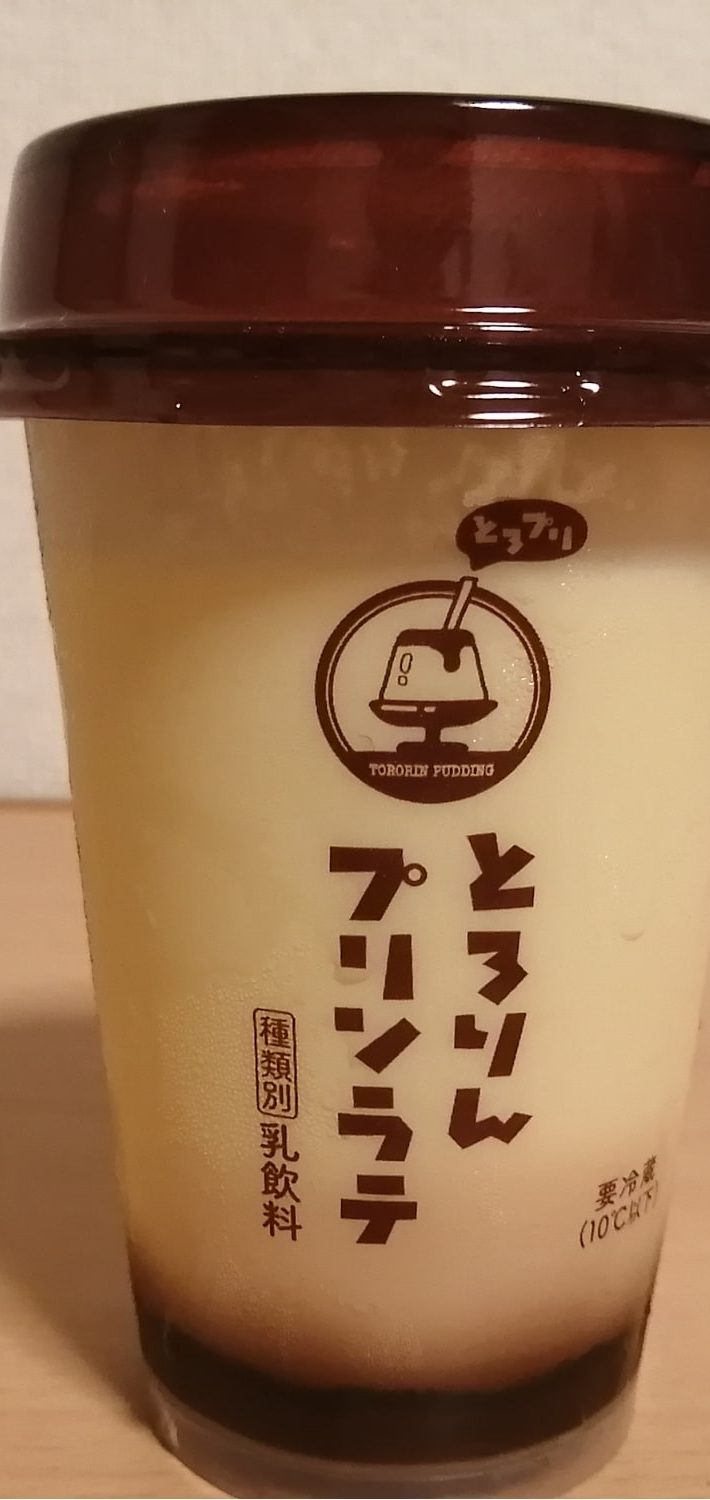 とろプリ
TORORIN PUDDING
とろりん
プリンラテ
種類別 乳飲料
要冷蔵
(10℃以下)